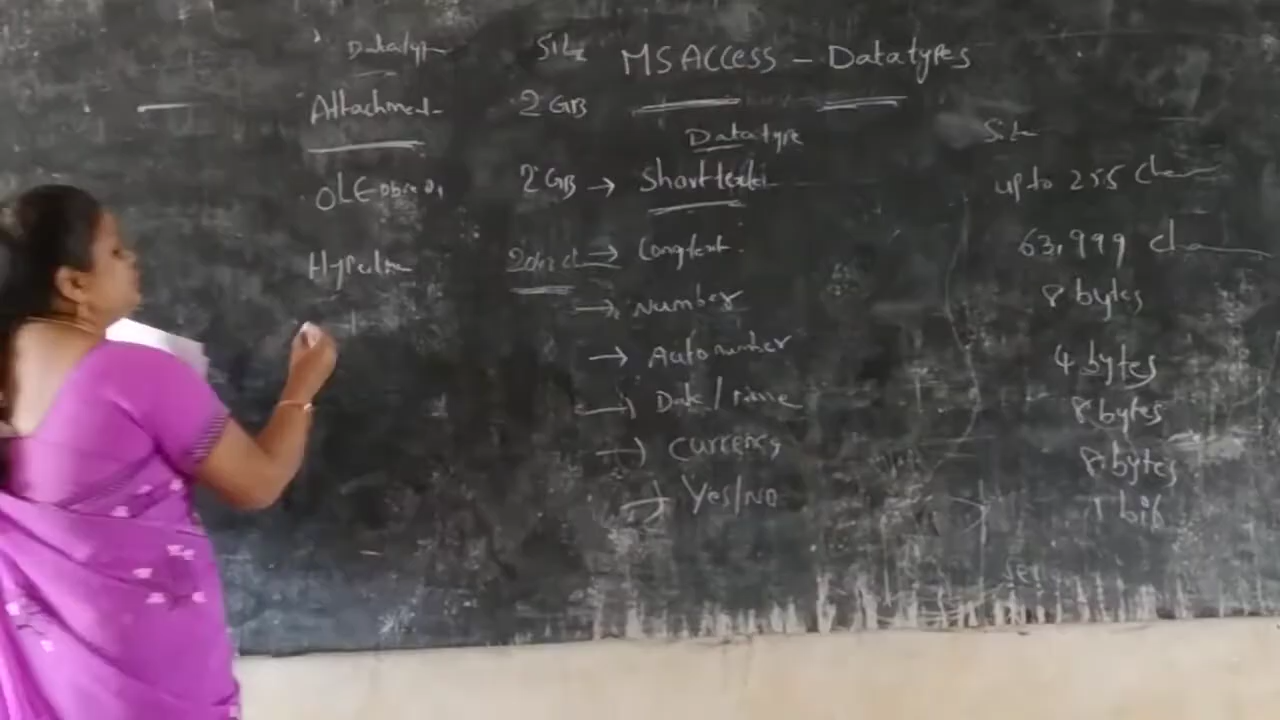 MS ACCESS - Datatypes
Datatype Size
Attachment 2 GB
OLE Objects 2 GB
Hyperlink
Datatype Size
→ Short text up to 255 char
→ Long text 63,999 char
→ Number 8 bytes
→ Auto number 4 bytes
→ Date / Time 8 bytes
→ Currency 8 bytes
→ Yes/No 1 bit